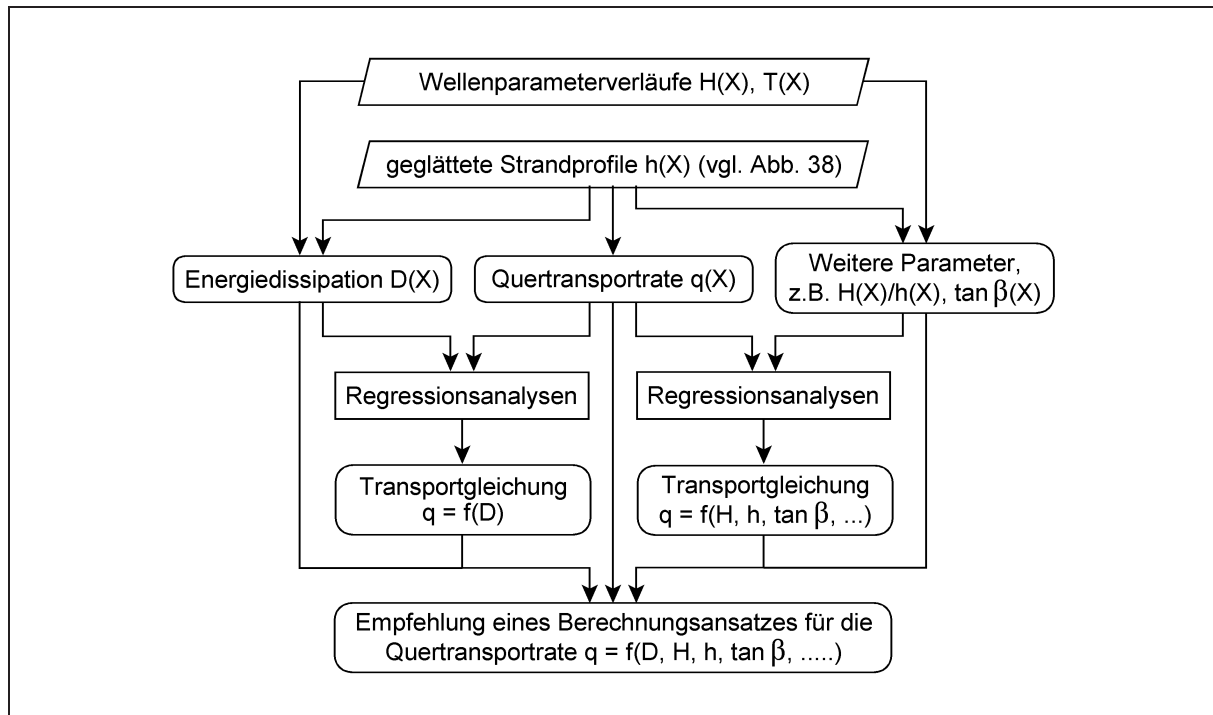 Wellenparameterverläufe H(X), T(X)
geglättete Strandprofile h(X) (vgl. Abb. 38)
Energiedissipation D(X)
Quertransportrate q(X)
Weitere Parameter,
z.B. H(X)/h(X), tan β(X)
Regressionsanalysen
Regressionsanalysen
Transportgleichung
q = f(D)
Transportgleichung
q = f(H, h, tan β, ...)
Empfehlung eines Berechnungsansatzes für die
Quertransportrate q = f(D, H, h, tan β, .....)